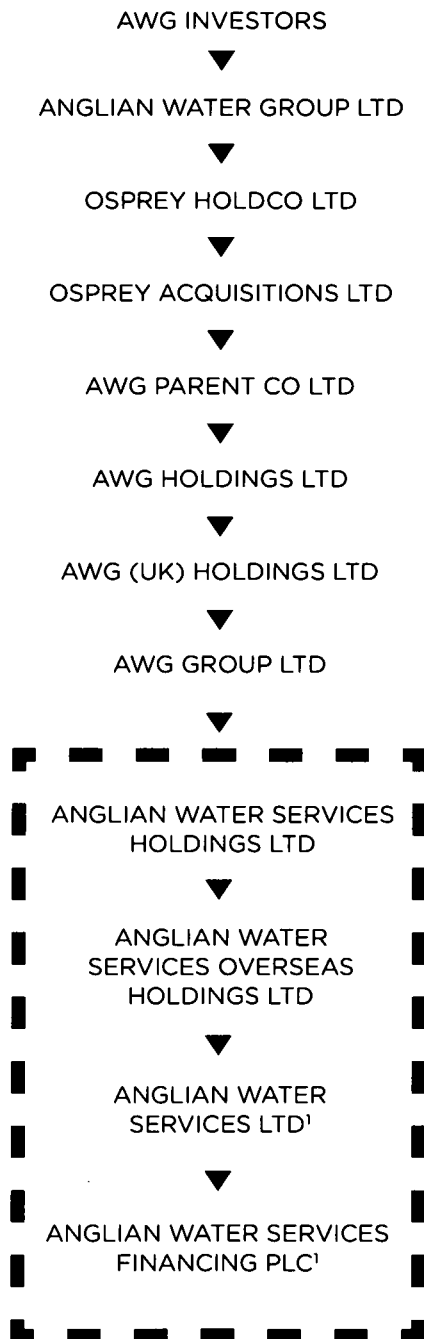 AWG INVESTORS
ANGLIAN WATER GROUP LTD
OSPREY HOLDCO LTD
OSPREY ACQUISITIONS LTD
AWG PARENT CO LTD
AWG HOLDINGS LTD
AWG (UK) HOLDINGS LTD
AWG GROUP LTD
ANGLIAN WATER SERVICES
HOLDINGS LTD
ANGLIAN WATER
SERVICES OVERSEAS
HOLDINGS LTD
ANGLIAN WATER
SERVICES LTD¹
ANGLIAN WATER SERVICES
FINANCING PLC¹